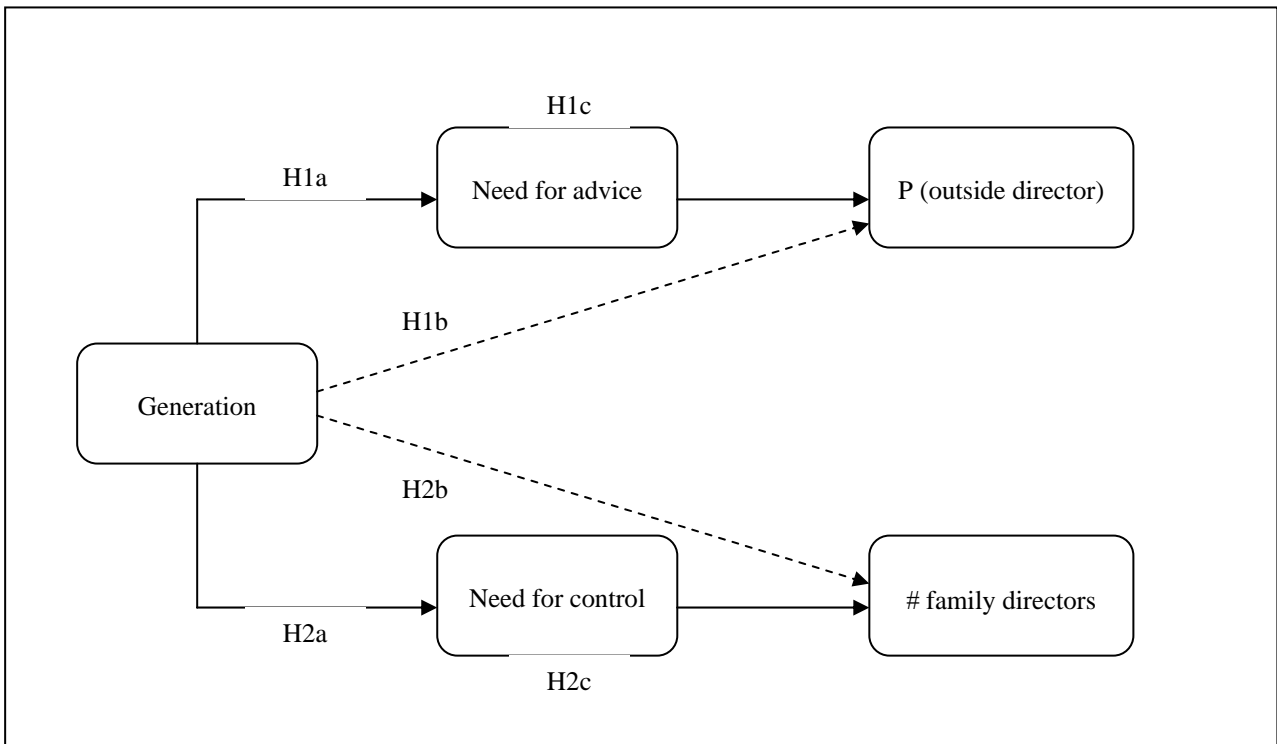 H1c
H1a
Need for advice
P (outside director)
H1b
Generation
H2b
Need for control
# family directors
H2a
H2c